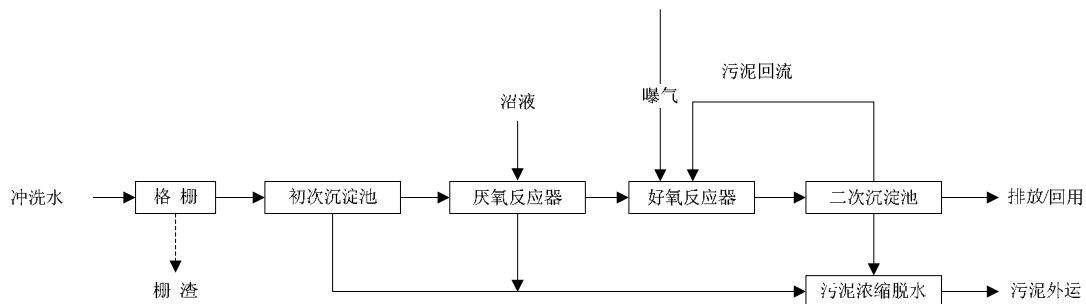 污泥回流
曝气
沼液
冲洗水
格 栅
初次沉淀池
厌氧反应器
好氧反应器
二次沉淀池
排放/回用
栅 渣
污泥浓缩脱水
污泥外运